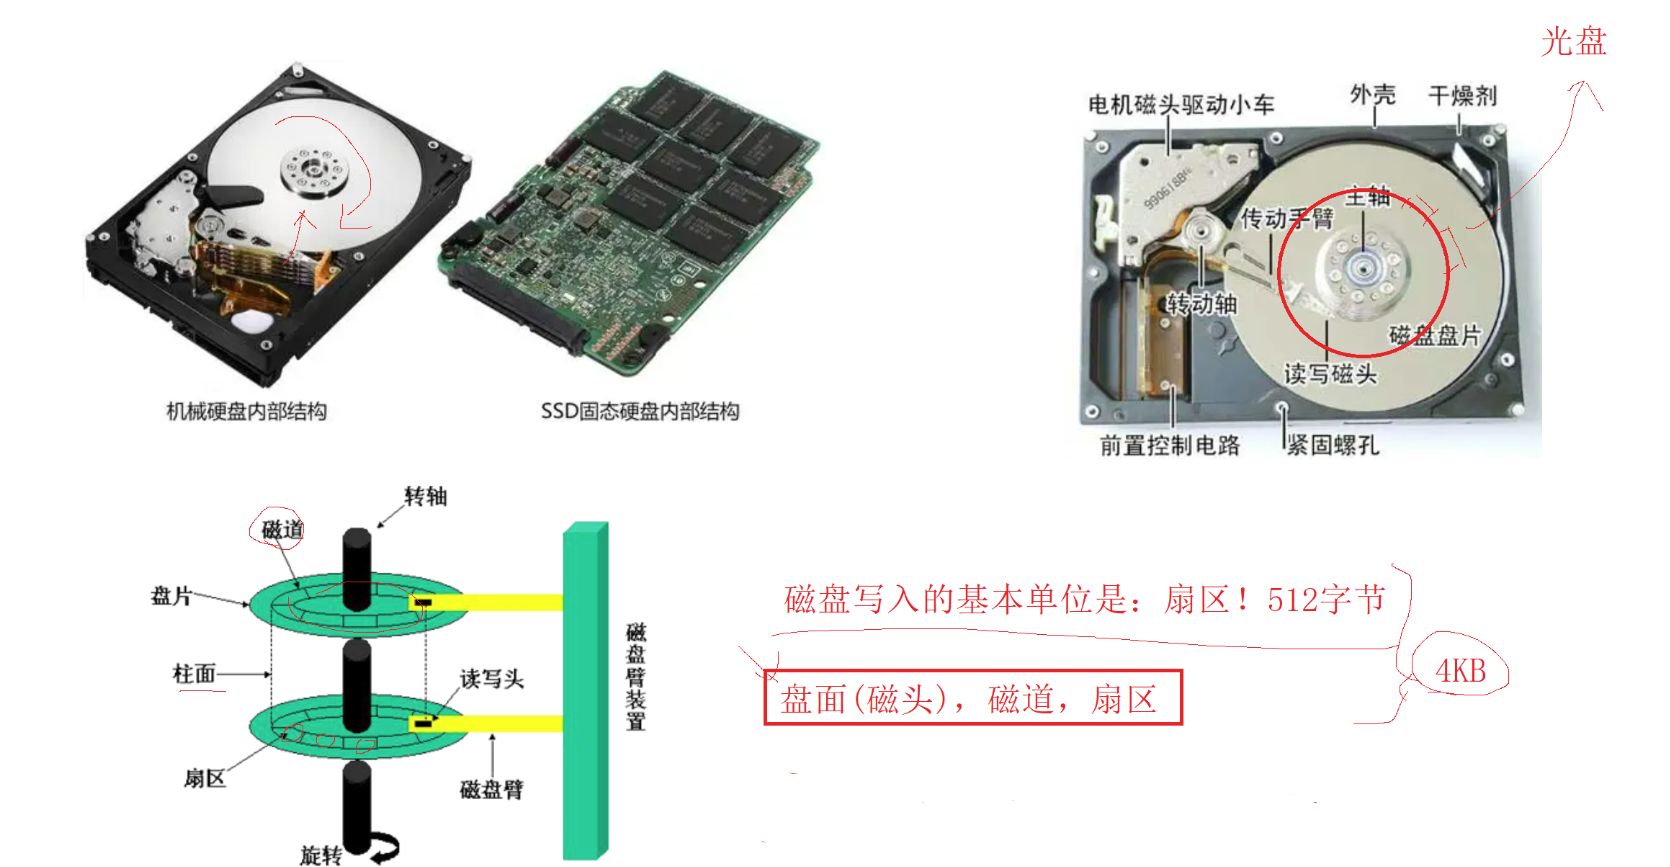 光盘
电机磁头驱动小车
外壳
干燥剂
990618B
主轴
传动手臂
转动轴
磁盘盘片
读写磁头
前置控制电路
紧固螺孔
机械硬盘内部结构
SSD固态硬盘内部结构
转轴
磁道
盘片
柱面
读写头
扇区
磁盘臂
旋转
磁盘臂装置
磁盘写入的基本单位是：扇区！512字节
4KB
盘面(磁头)，磁道，扇区